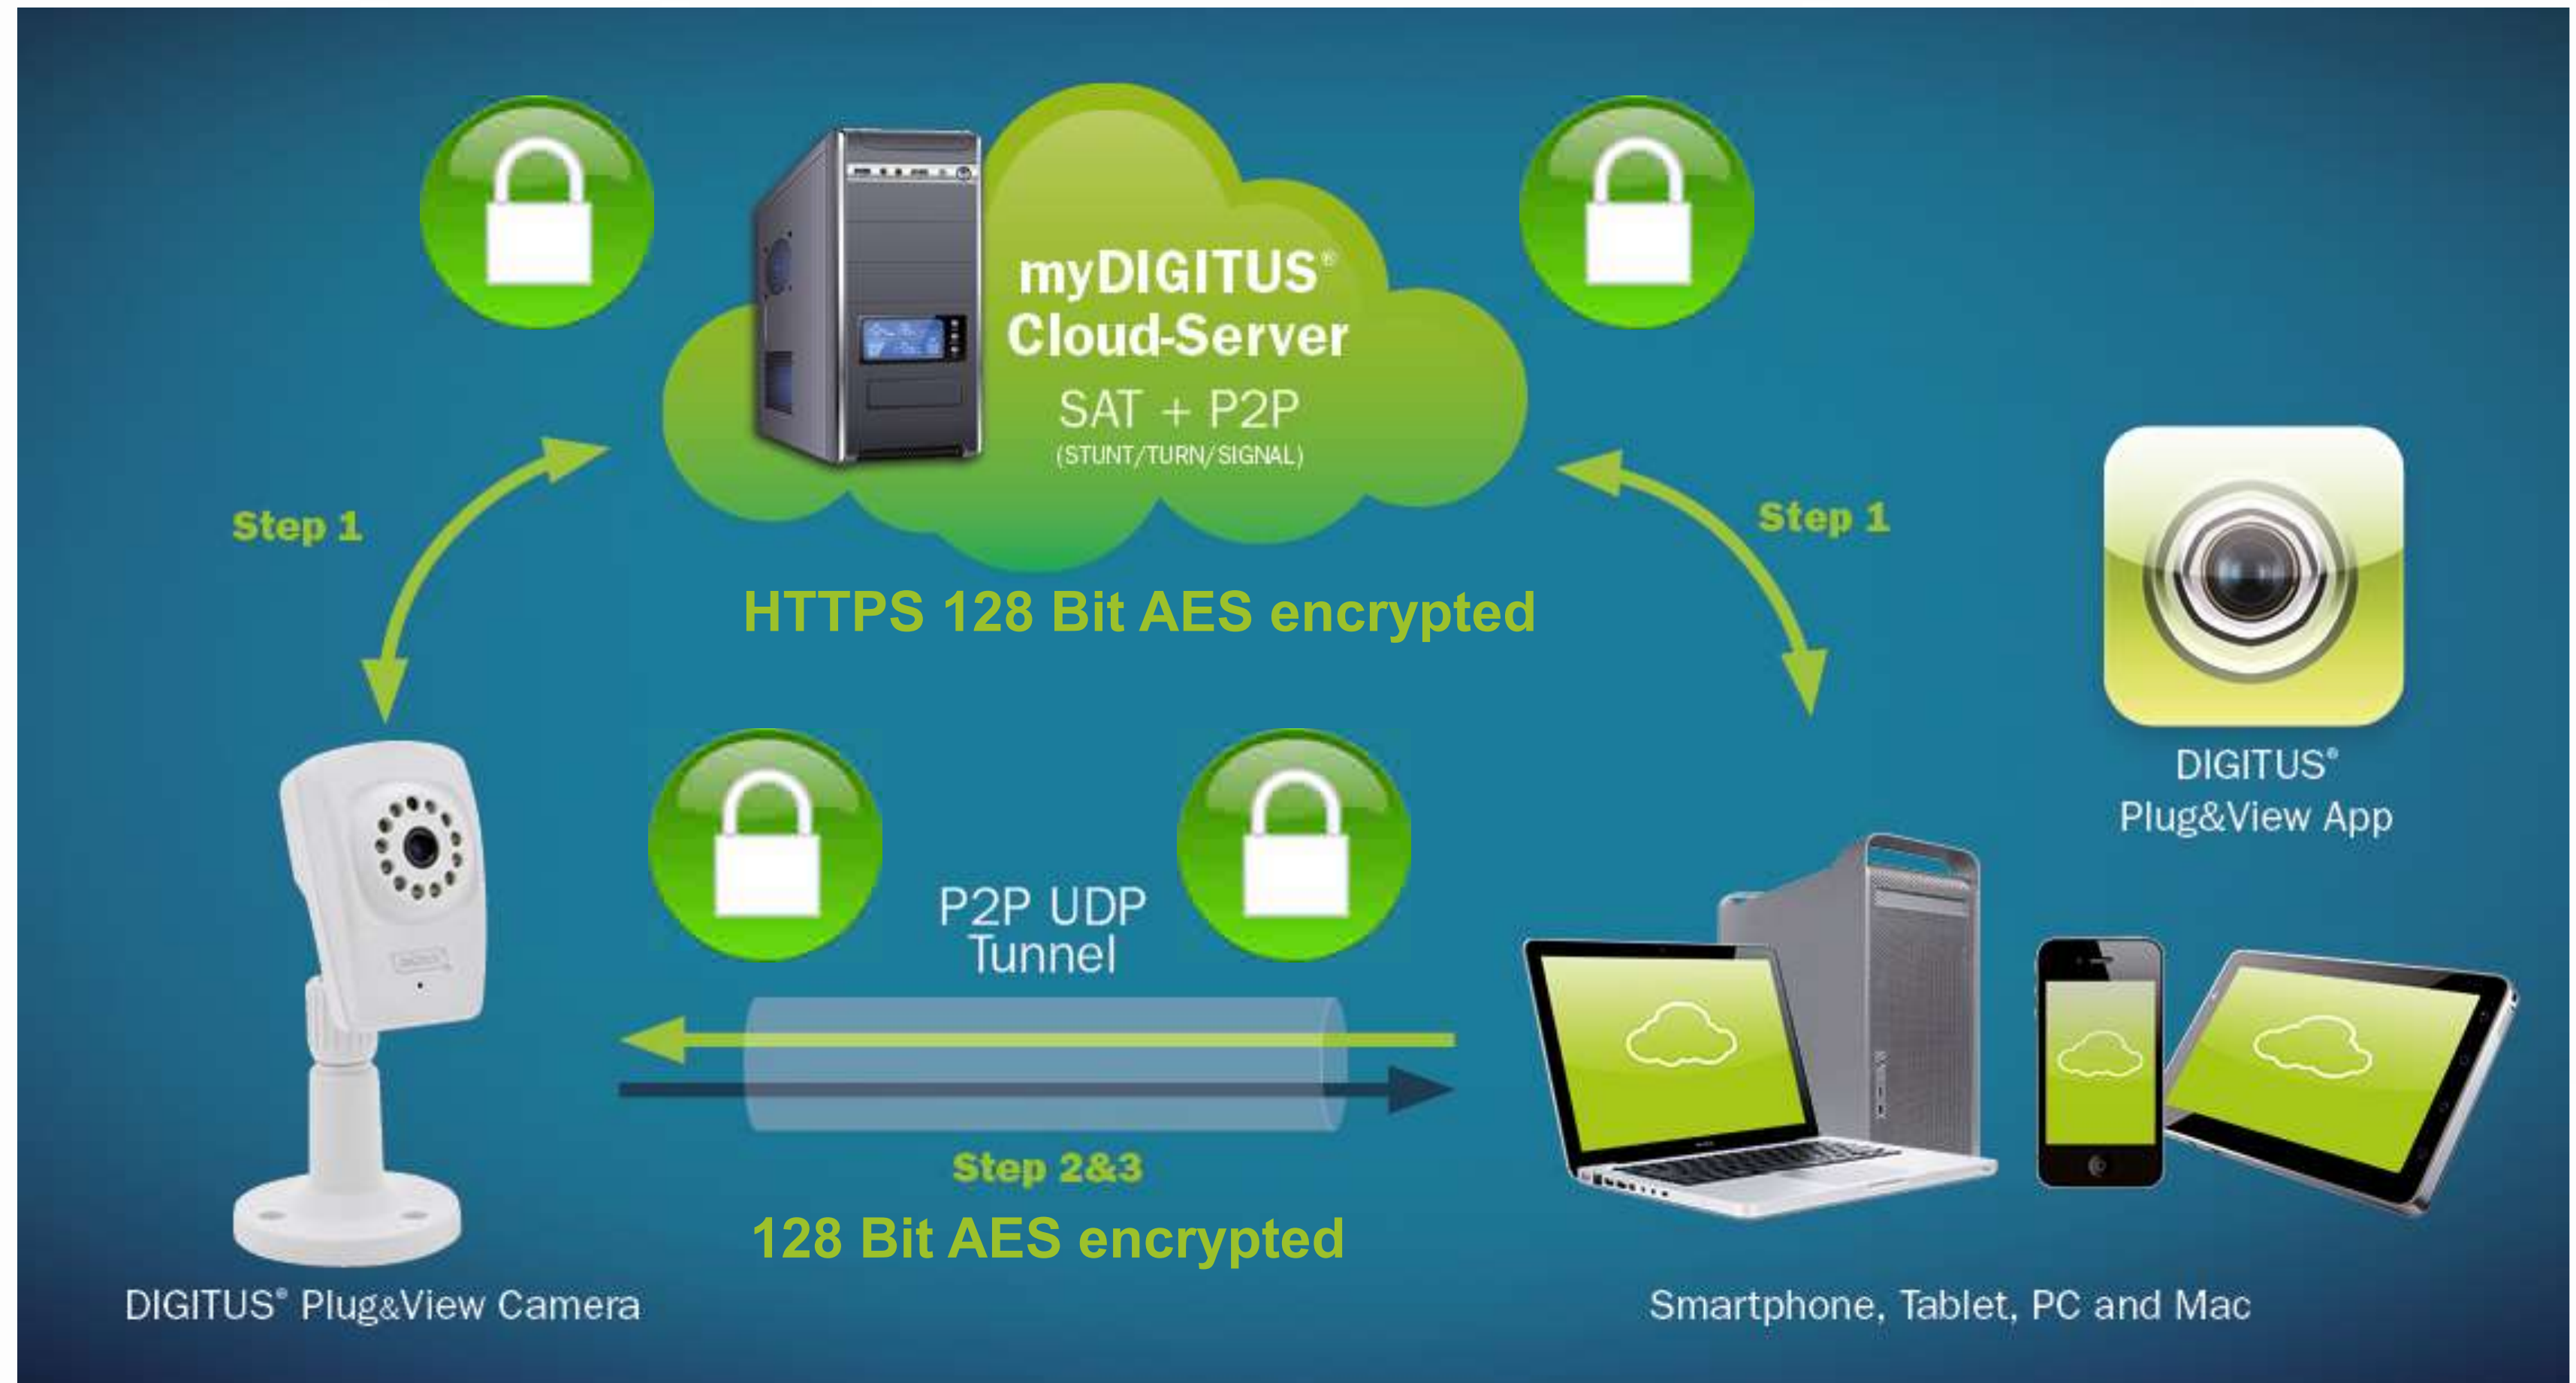 myDIGITUS®
Cloud-Server
SAT + P2P
(STUNT/TURN/SIGNAL)
Step 1
Step 1
HTTPS 128 Bit AES encrypted
DIGITUS®
Plug&View App
P2P UDP
Tunnel
Step 2&3
128 Bit AES encrypted
DIGITUS® Plug&View Camera
Smartphone, Tablet, PC and Mac